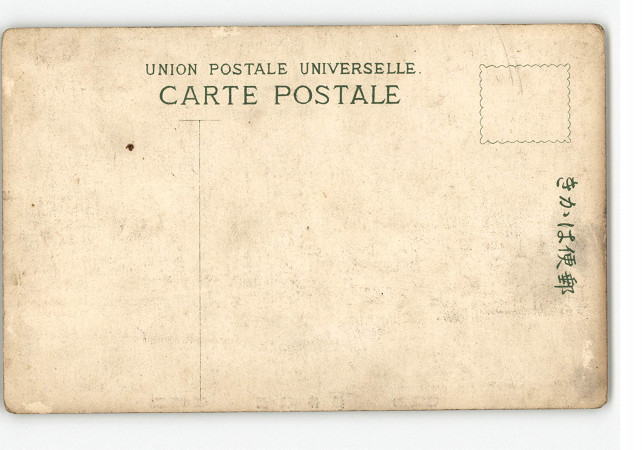 UNION POSTALE UNIVERSELLE.
CARTE POSTALE
郵便はがき